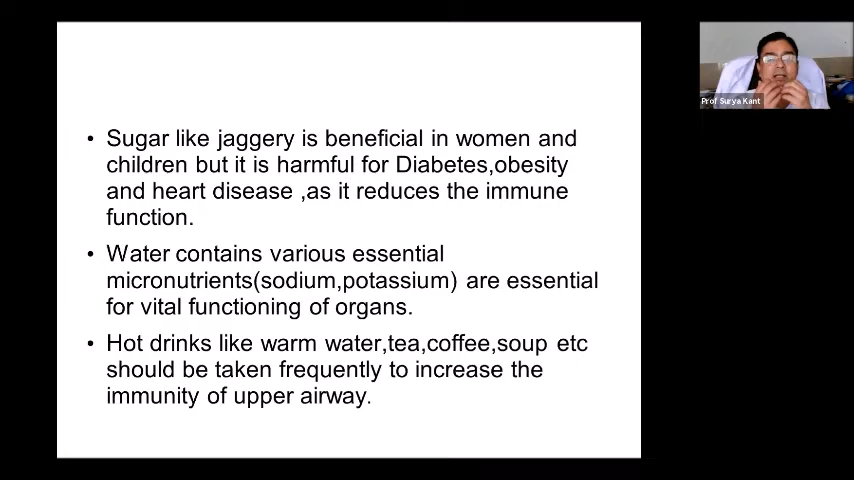 • Sugar like jaggery is beneficial in women and
children but it is harmful for Diabetes,obesity
and heart disease ,as it reduces the immune
function.
• Water contains various essential
micronutrients(sodium,potassium) are essential
for vital functioning of organs.
• Hot drinks like warm water,tea,coffee,soup etc
should be taken frequently to increase the
immunity of upper airway.
Prof Surya Kant